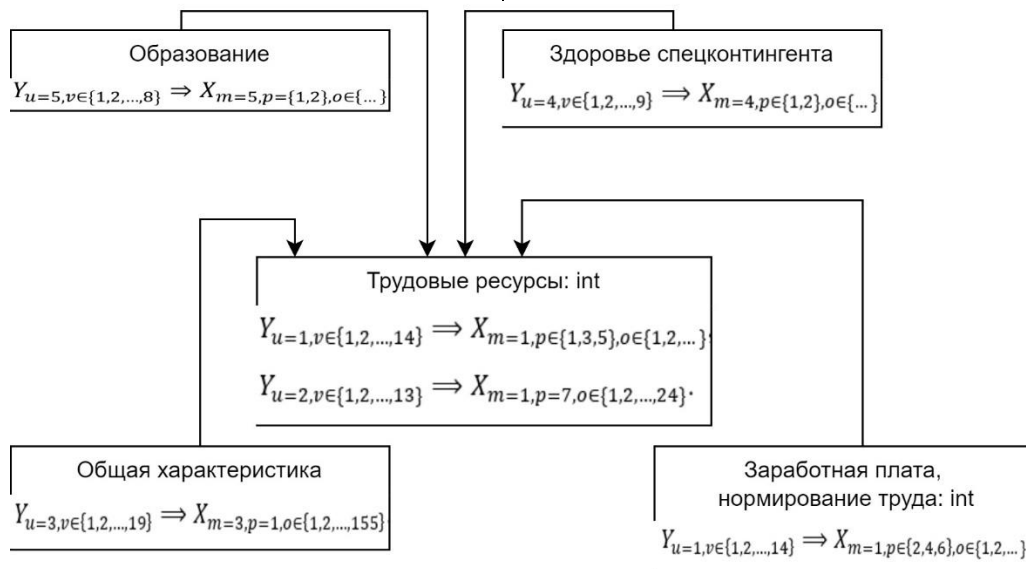 Образование
Y_{u=5,v∈{1,2,...,8}} ⇒ X_{m=5,p={1,2},o∈{...}}
Здоровье спецконтингента
Y_{u=4,v∈{1,2,...,9}} ⟹ X_{m=4,p∈{1,2},o∈{...}}
Трудовые ресурсы: int
Y_{u=1,v∈{1,2,...,14}} ⟹ X_{m=1,p∈{1,3,5},o∈{1,2,...}},
Y_{u=2,v∈{1,2,...,13}} ⟹ X_{m=1,p=7,o∈{1,2,...,24}}.
Общая характеристика
Y_{u=3,v∈{1,2,...,19}} ⟹ X_{m=3,p=1,o∈{1,2,...,155}}
Заработная плата,
нормирование труда: int
Y_{u=1,v∈{1,2,...,14}} ⟹ X_{m=1,p∈{2,4,6},o∈{1,2,...}}